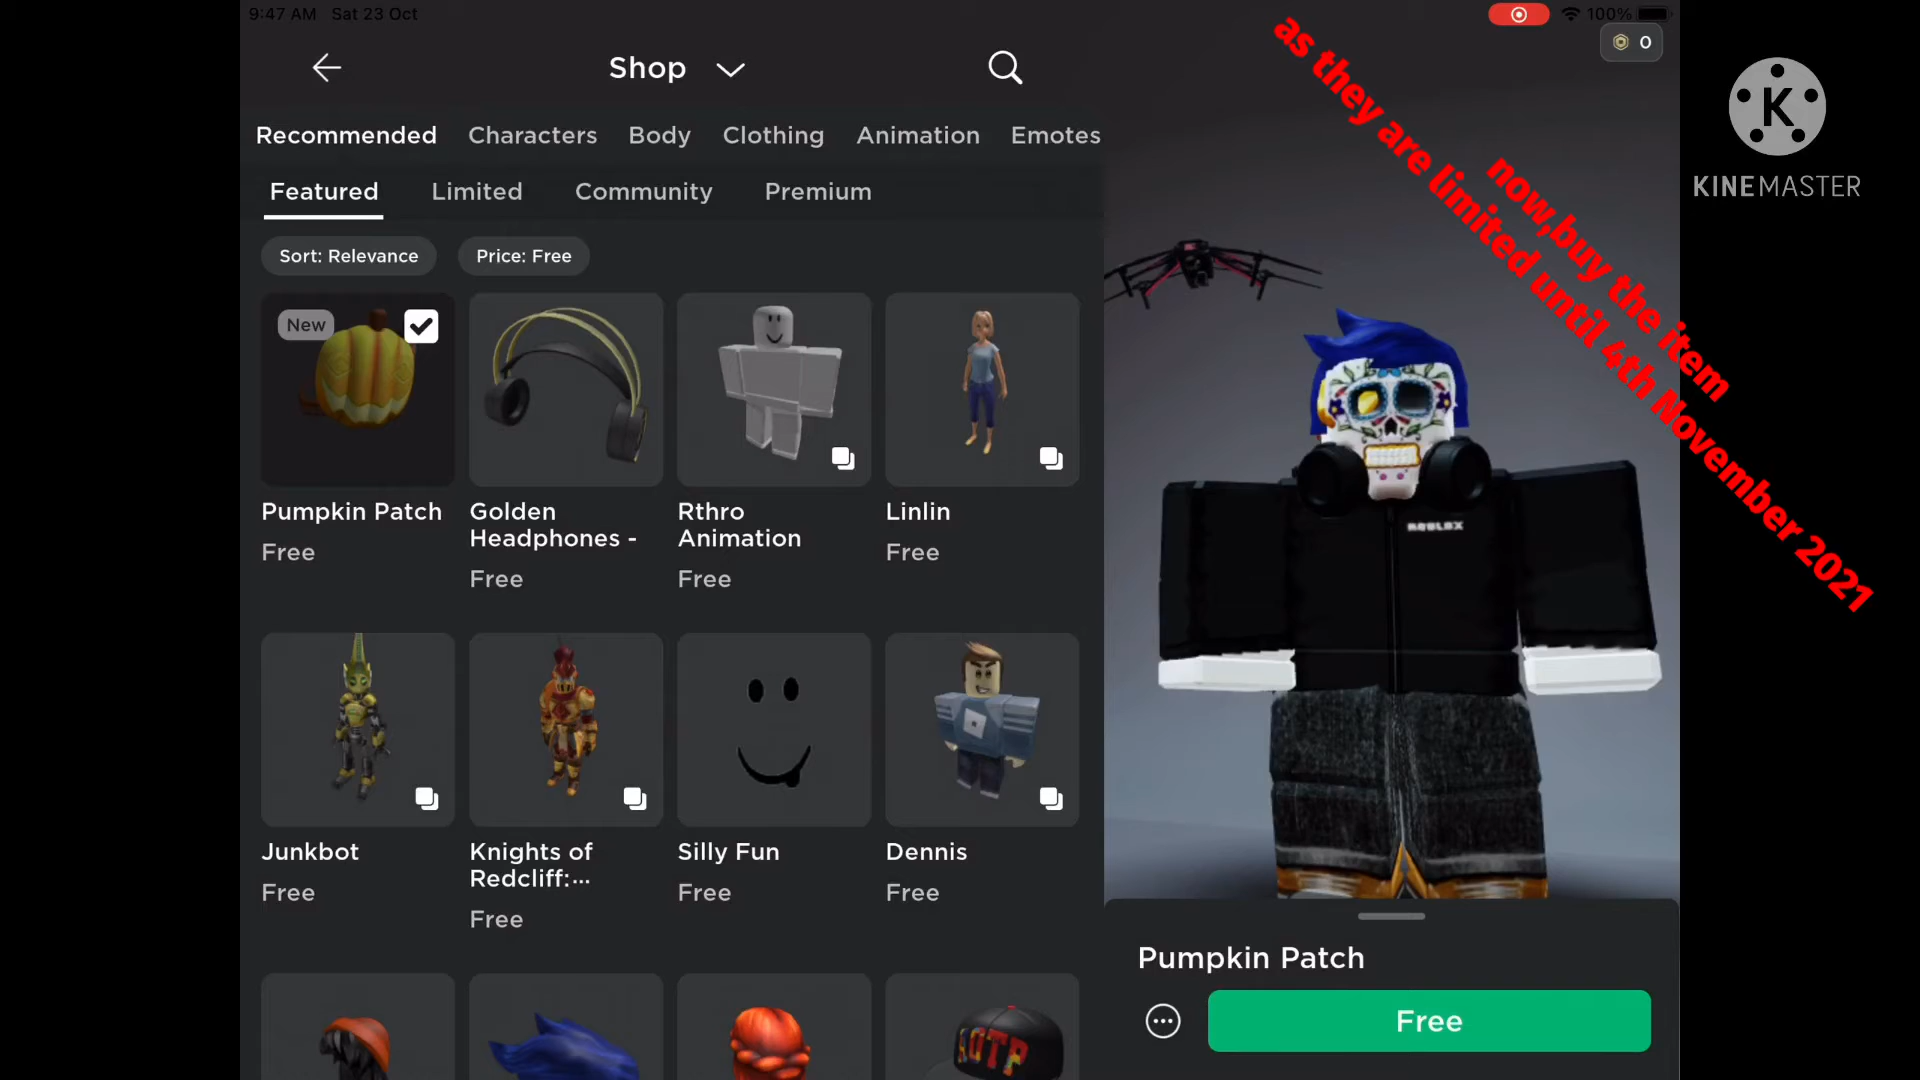 9:47 AM Sat 23 Oct
100%
0
Shop
Recommended Characters Body Clothing Animation Emotes
Featured Limited Community Premium
Sort: Relevance Price: Free
New
Pumpkin Patch
Free
Golden
Headphones -
Free
Rthro
Animation
Free
Linlin
Free
Junkbot
Free
Knights of
Redcliff:...
Free
Silly Fun
Free
Dennis
Free
AOTP
ROBLOX
Pumpkin Patch
Free
now,buy the item
as they are limited until 4th November 2021
K
KINEMASTER